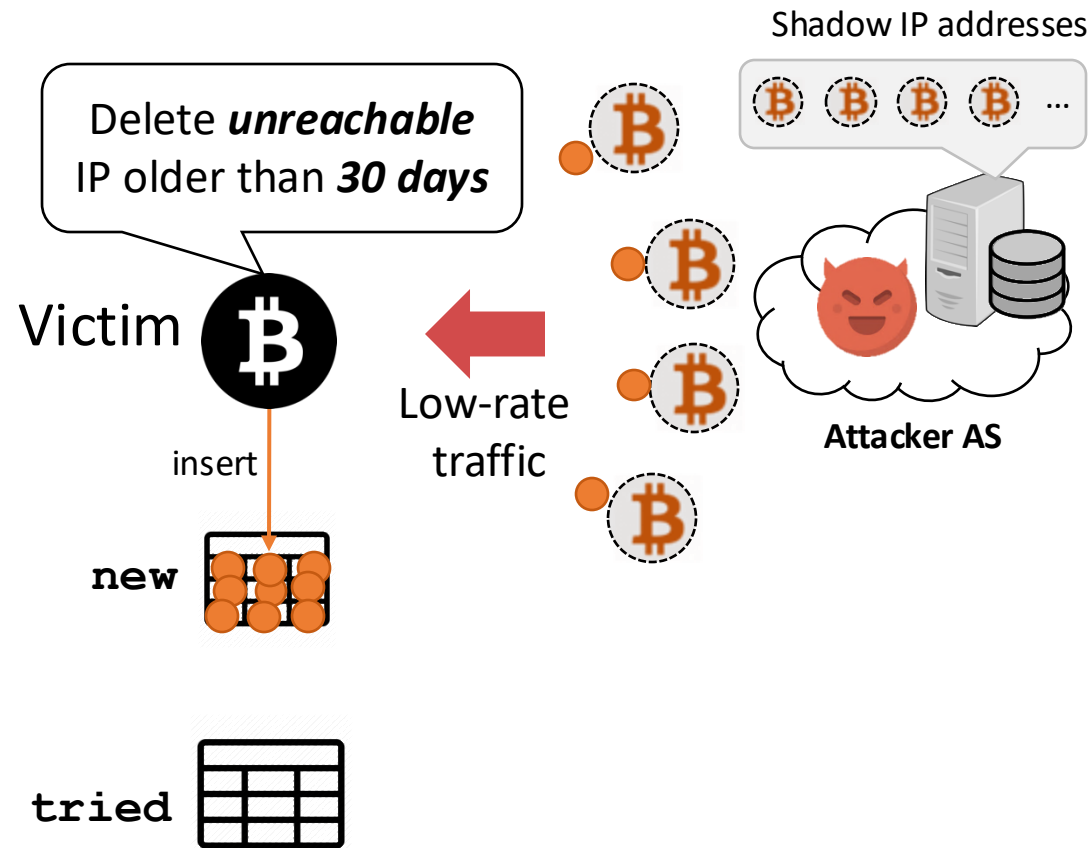 Shadow IP addresses
...
Delete unreachable
IP older than 30 days
Victim
Low-rate
traffic
Attacker AS
insert
new
tried